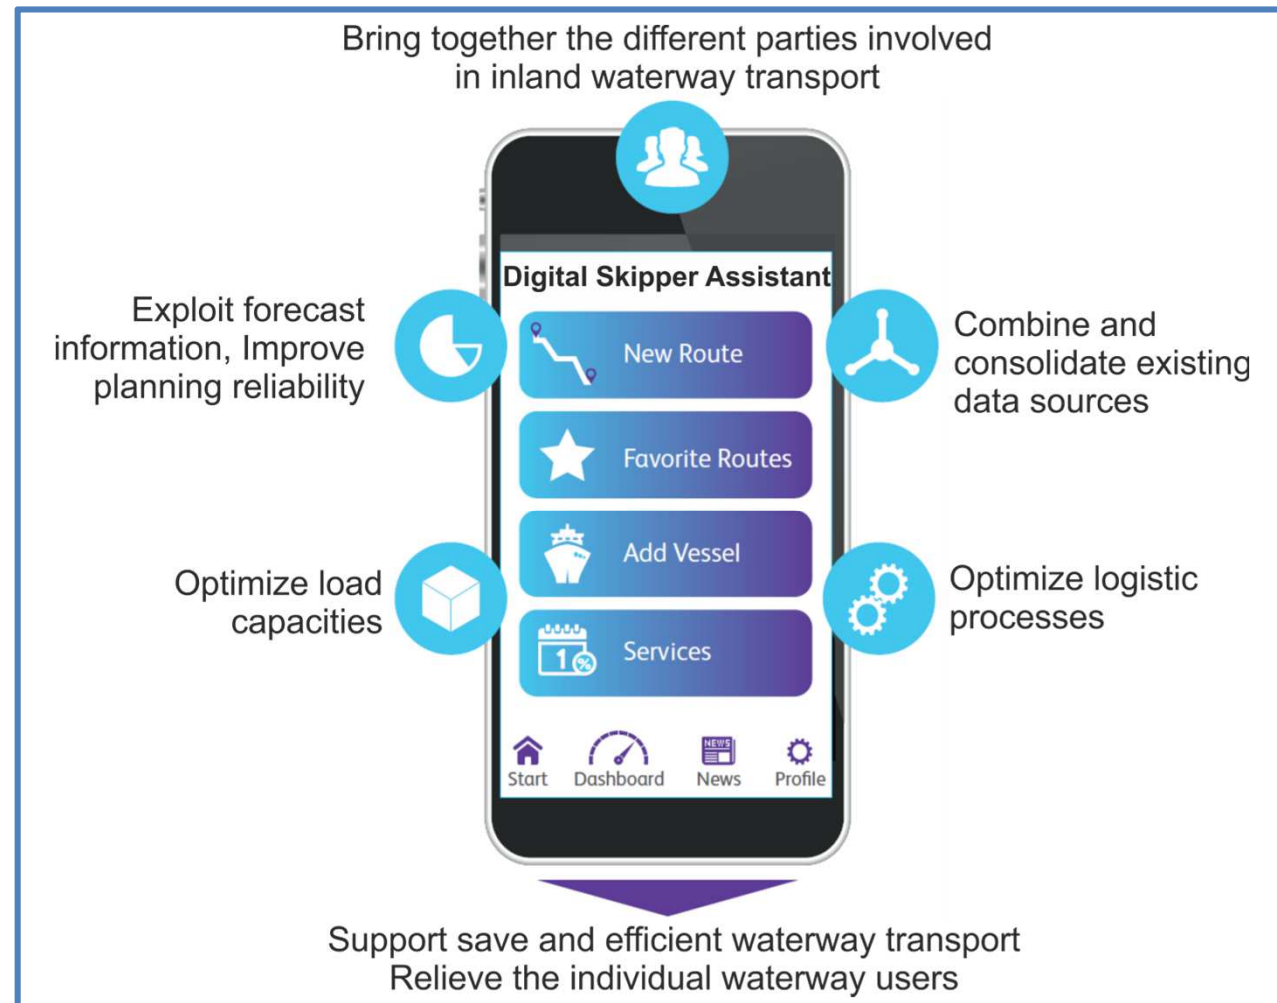 Bring together the different parties involved
in inland waterway transport
Digital Skipper Assistant
Exploit forecast
information, Improve
planning reliability
New Route
Combine and
consolidate existing
data sources
Favorite Routes
Optimize load
capacities
Add Vessel
Optimize logistic
processes
1 %
Services
NEWS
Start
Dashboard
News
Profile
Support save and efficient waterway transport
Relieve the individual waterway users